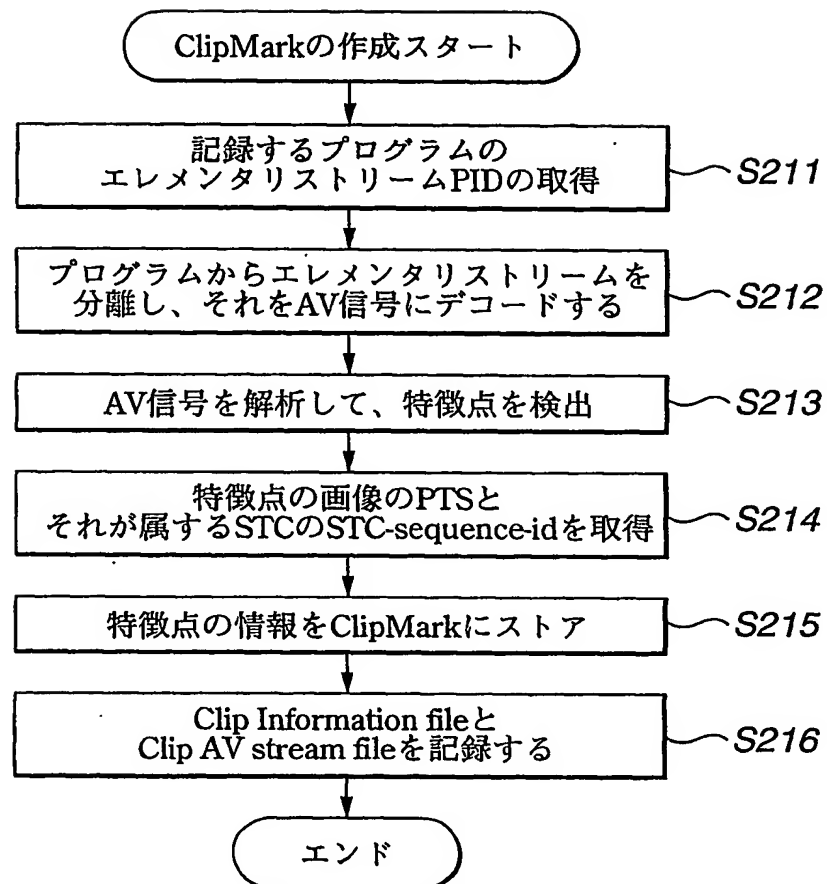 ClipMarkの作成スタート
記録するプログラムの
エレメンタリストリームPIDの取得
S211
プログラムからエレメンタリストリームを
分離し、それをAV信号にデコードする
S212
AV信号を解析して、特徴点を検出
S213
特徴点の画像のPTSと
それが属するSTCのSTC-sequence-idを取得
S214
特徴点の情報をClipMarkにストア
S215
Clip Information fileと
Clip AV stream fileを記録する
S216
エンド